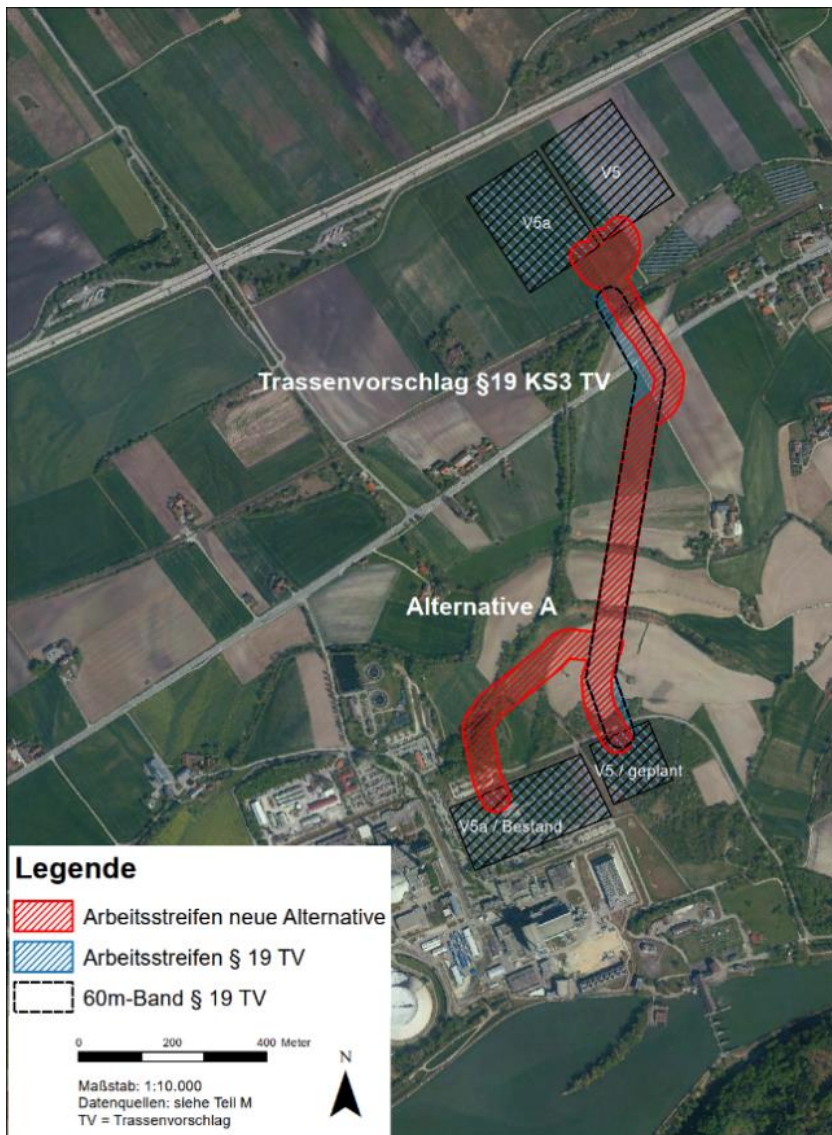 V5
V5a
Trassenvorschlag §19 KS3 TV
Alternative A
V5 / geplant
V5a / Bestand
Legende
Arbeitsstreifen neue Alternative
Arbeitsstreifen § 19 TV
60m-Band § 19 TV
0 200 400 Meter
N
Maßstab: 1:10.000
Datenquellen: siehe Teil M
TV = Trassenvorschlag